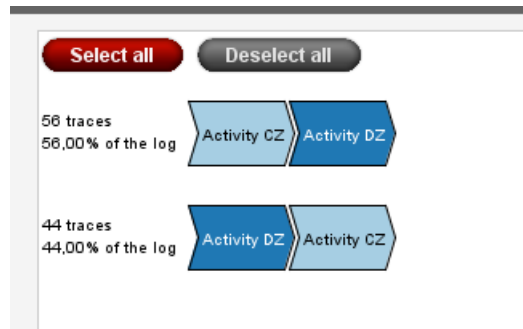 Select all Deselect all
56 traces
56,00% of the log
Activity CZ Activity DZ
44 traces
44,00% of the log
Activity DZ Activity CZ